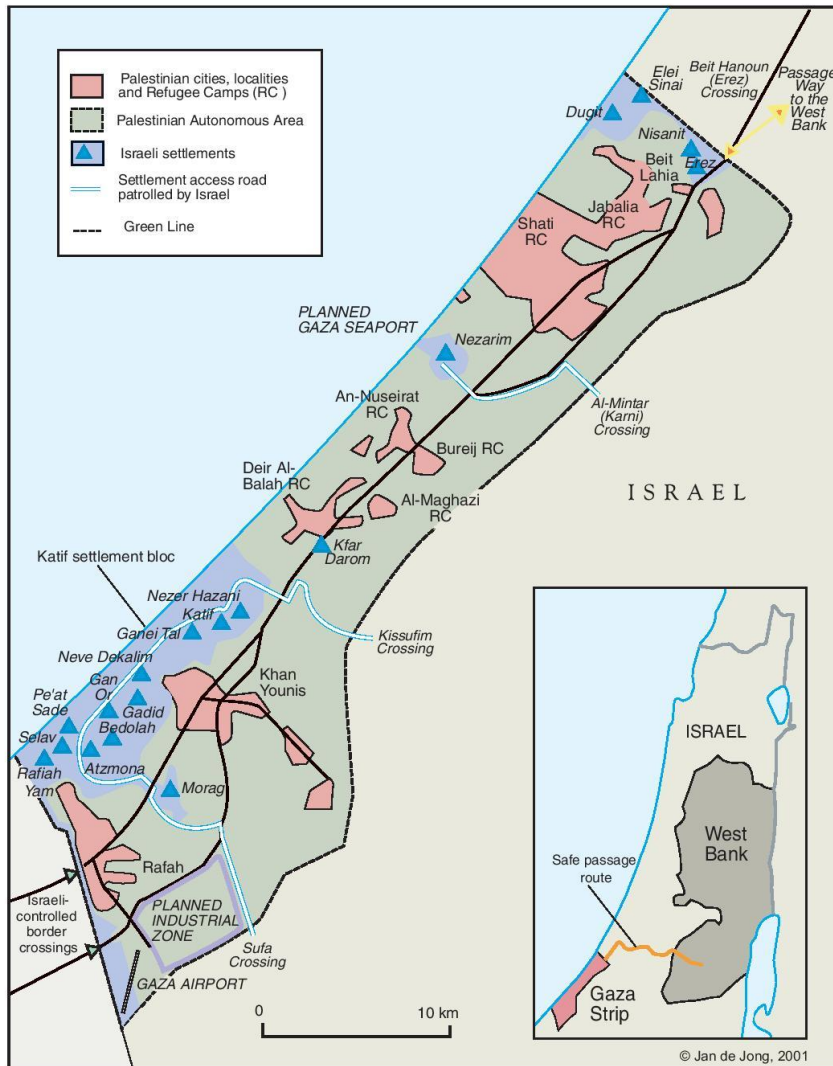 Palestinian cities, localities
and Refugee Camps (RC )
Palestinian Autonomous Area
Israeli settlements
Settlement access road
patrolled by Israel
Green Line
Elei
Sinai
Dugit
Beit Hanoun
(Erez)
Crossing
Passage
Way
to the
West
Bank
Nisanit
Erez
Beit
Lahia
Jabalia
RC
Shati
RC
PLANNED
GAZA SEAPORT
Nezarim
Al-Mintar
(Karni)
Crossing
An-Nuseirat
RC
Bureij RC
Deir Al-
Balah RC
Al-Maghazi
RC
ISRAEL
Kfar
Darom
Katif settlement bloc
Nezer Hazani
Katif
Ganei Tal
Kissufim
Crossing
Neve Dekalim
Gan
Or
Gadid
Bedolah
Pe'at
Sade
Selav
Rafiah
Yam
Atzmona
Khan
Younis
Morag
Rafah
Israeli-
controlled
border
crossings
PLANNED
INDUSTRIAL
ZONE
Sufa
Crossing
GAZA AIRPORT
0
10 km
ISRAEL
West
Bank
Safe passage
route
Gaza
Strip
© Jan de Jong, 2001